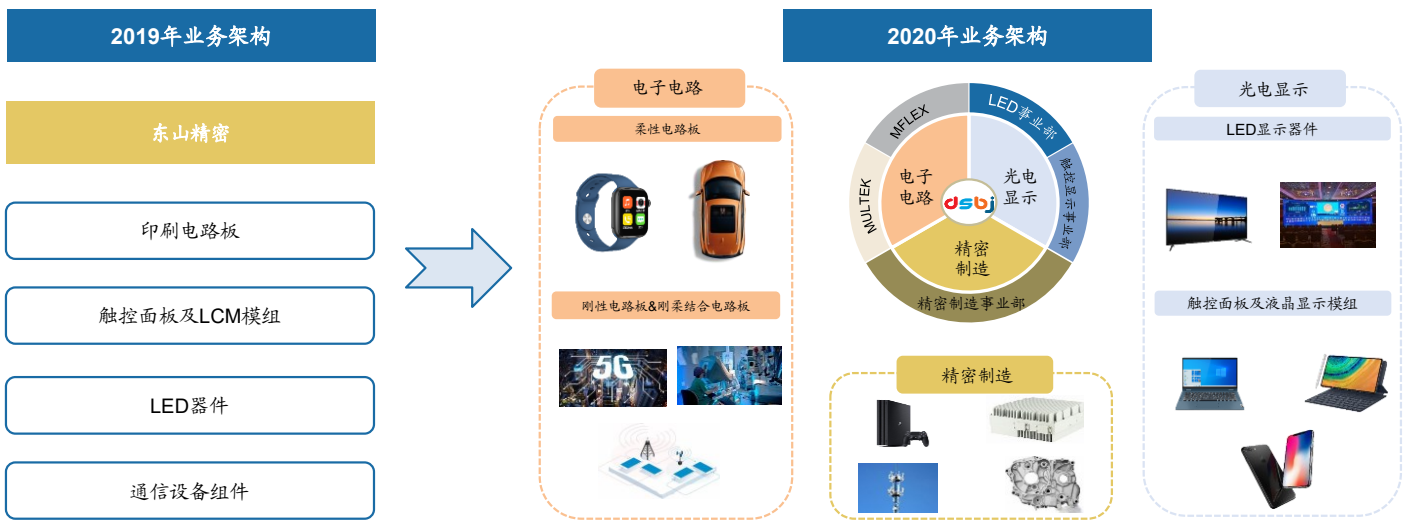 2019年业务架构
东山精密
印刷电路板
触控面板及LCM模组
LED器件
通信设备组件
2020年业务架构
电子电路
柔性电路板
刚性电路板&刚柔结合电路板
5G
MFLEX
LED事业部
MULTEK
触控显示事业部
电子
电路
光电
显示
dsbj
精密
制造
精密制造事业部
精密制造
光电显示
LED显示器件
触控面板及液晶显示模组